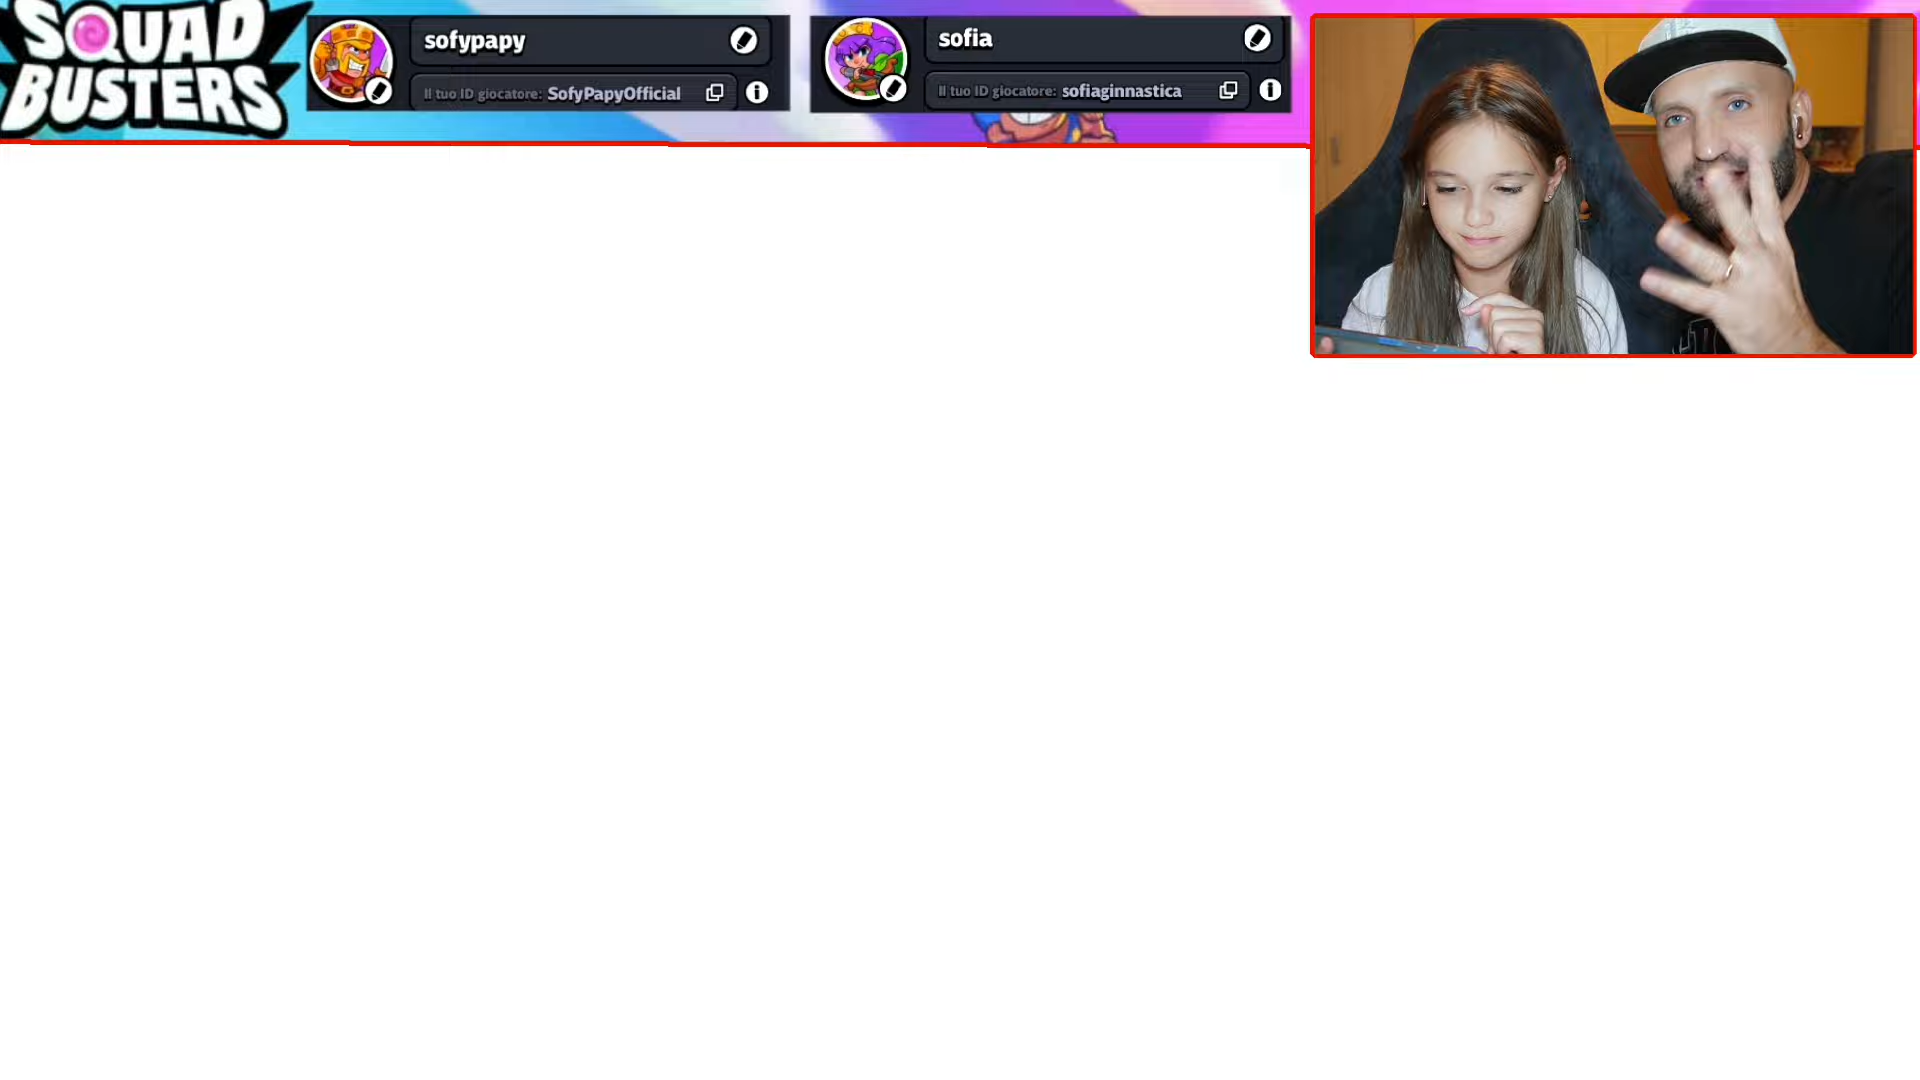 SQUAD
BUSTERS
sofypapy
Il tuo ID giocatore: SofyPapyOfficial
sofia
Il tuo ID giocatore: sofiaginnastica